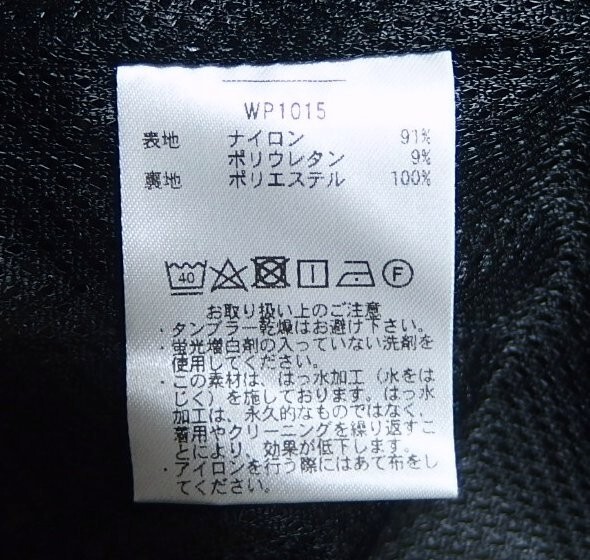 WP1015
表地 ナイロン 91%
ポリウレタン 9%
裏地 ポリエステル 100%
40 F
お取り扱い上のご注意
・タンブラー乾燥はお避け下さい。
・蛍光増白剤の入っていない洗剤を
使用してください。
・この素材は、はっ水加工（水をは
じく）を施しております。はっ水
加工は、永久的なものではなく、
着用やクリーニングを繰り返すこ
とにより、効果が低下します。
・アイロンを行う際にはあて布をし
てください。